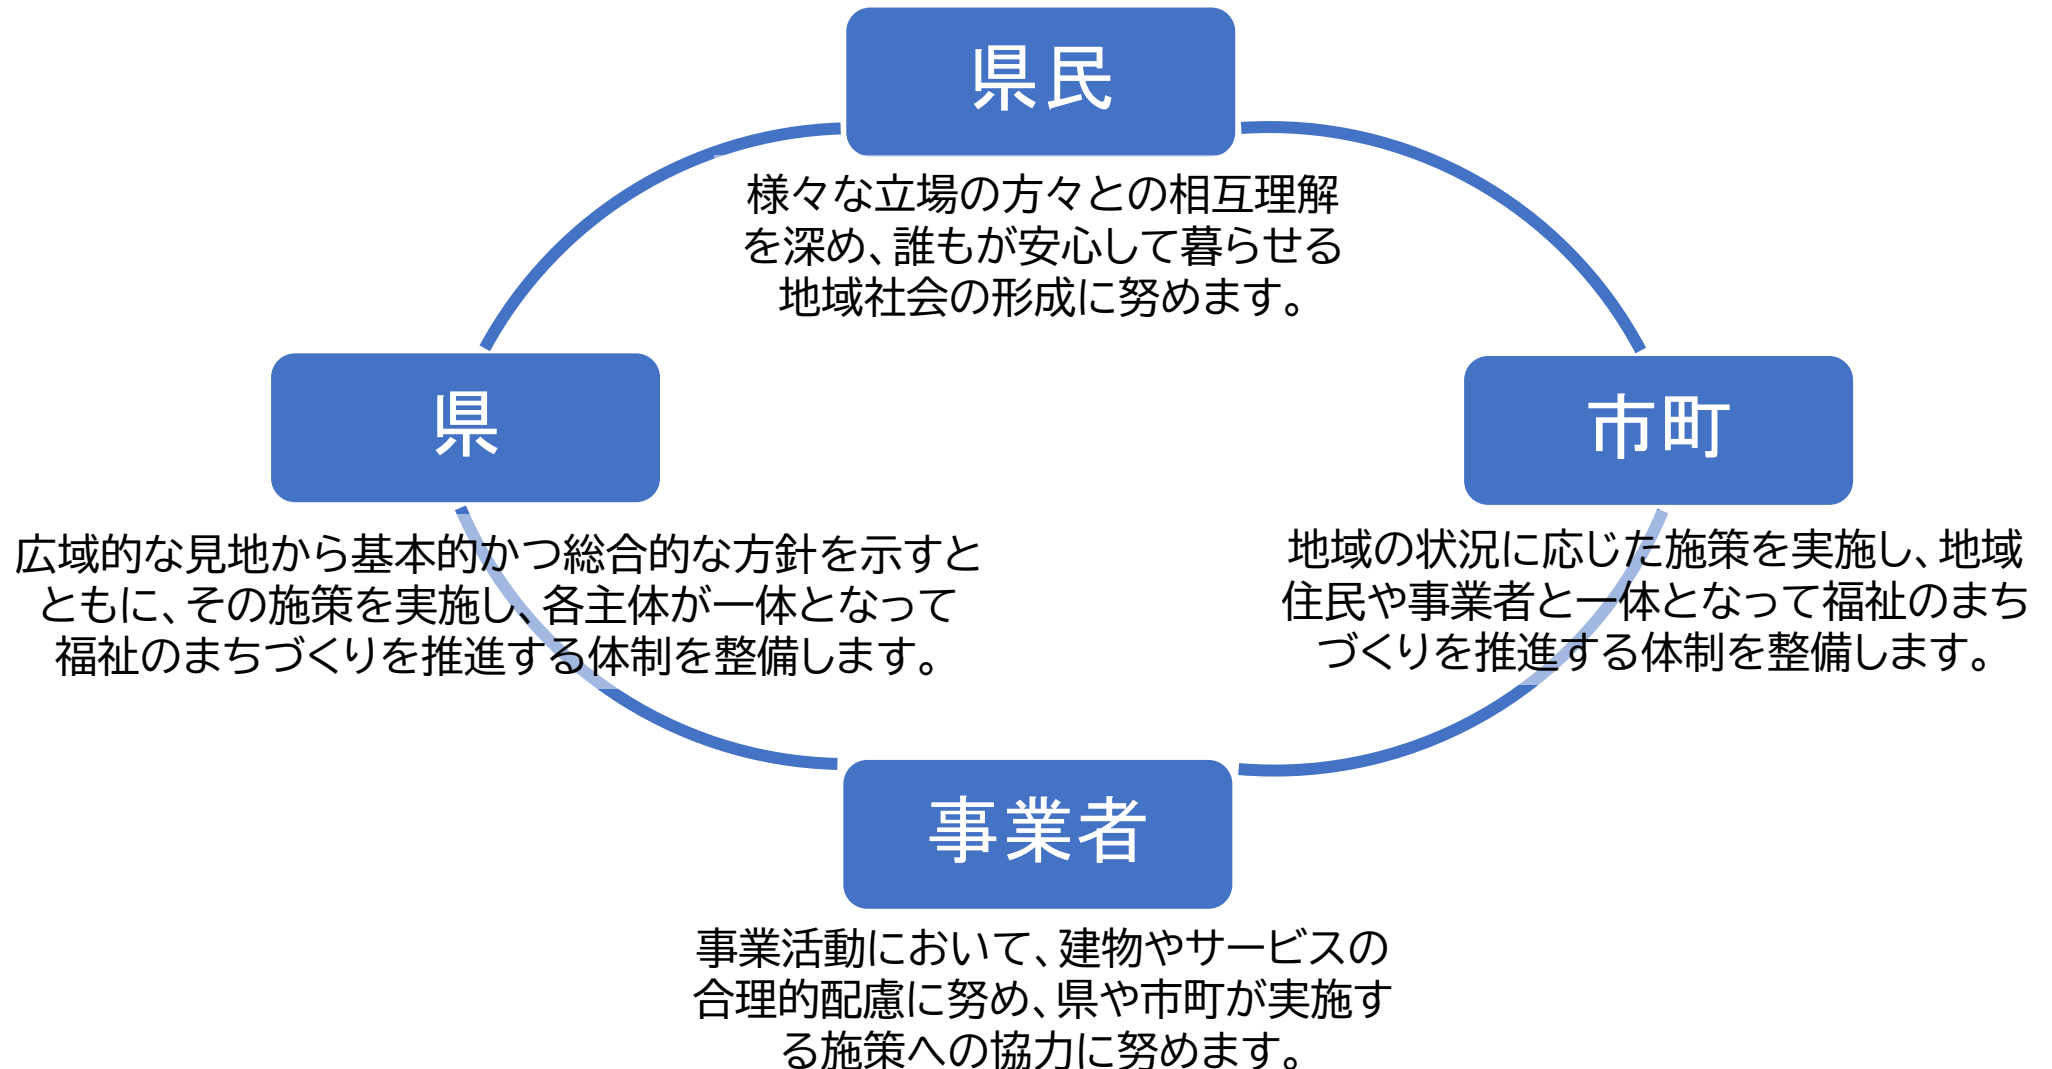 県民
様々な立場の方々との相互理解
を深め、誰もが安心して暮らせる
地域社会の形成に努めます。
県
広域的な見地から基本的かつ総合的な方針を示すと
ともに、その施策を実施し、各主体が一体となって
福祉のまちづくりを推進する体制を整備します。
市町
地域の状況に応じた施策を実施し、地域
住民や事業者と一体となって福祉のまち
づくりを推進する体制を整備します。
事業者
事業活動において、建物やサービスの
合理的配慮に努め、県や市町が実施す
る施策への協力に努めます。